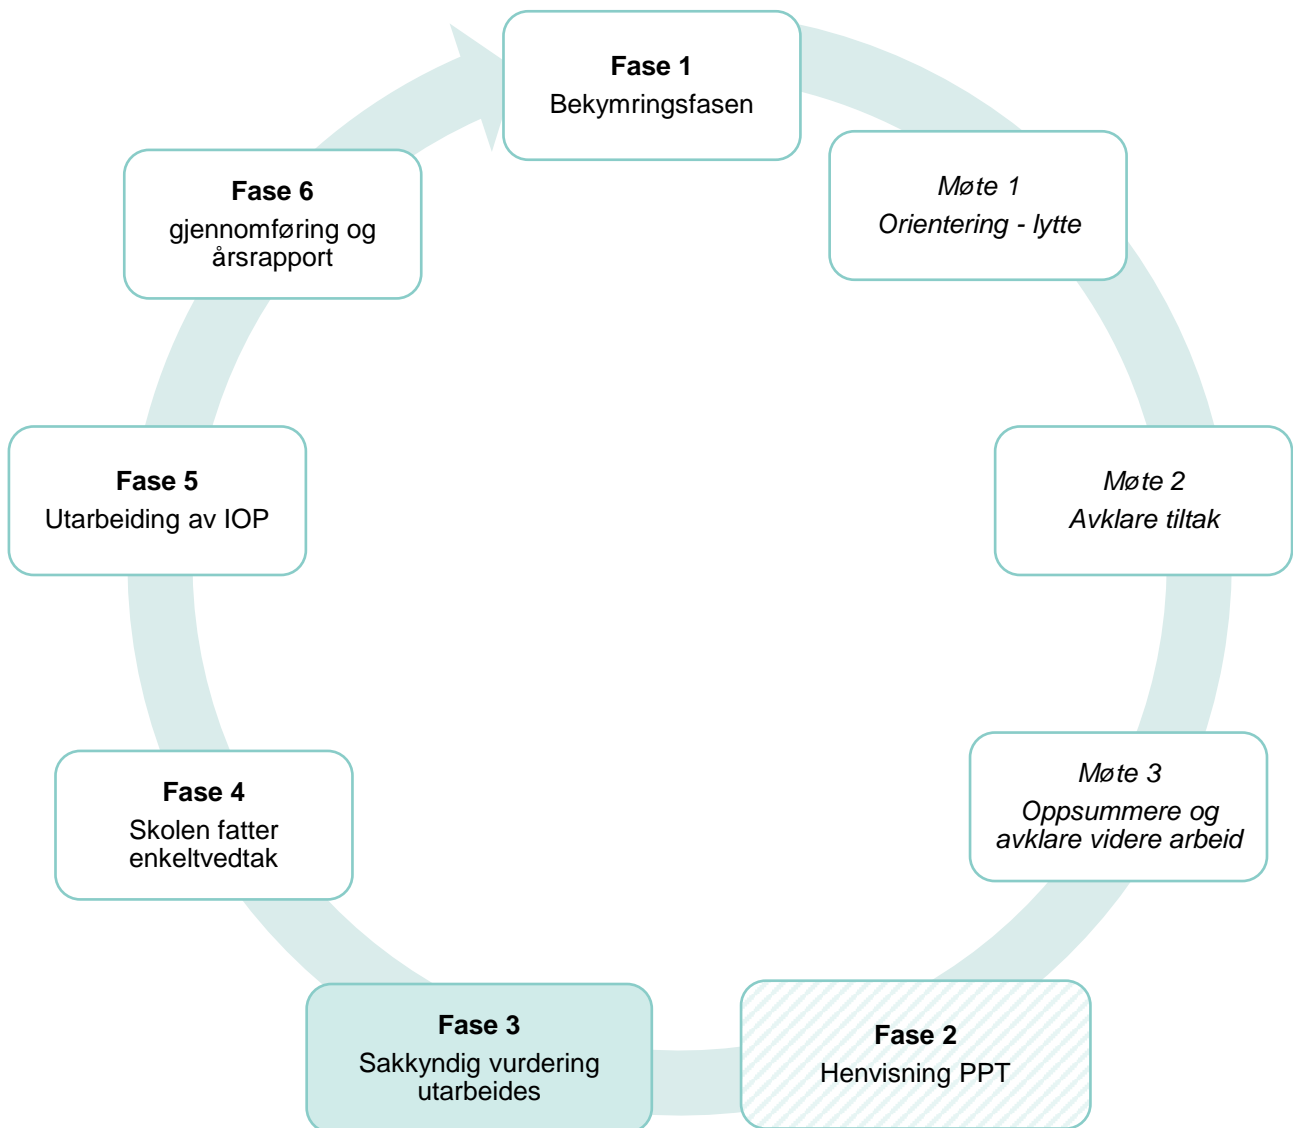 Fase 1
Bekymringsfasen
Møte 1
Orientering - lytte
Møte 2
Avklare tiltak
Møte 3
Oppsummere og
avklare videre arbeid
Fase 2
Henvisning PPT
Fase 3
Sakkyndig vurdering
utarbeides
Fase 4
Skolen fatter
enkeltvedtak
Fase 5
Utarbeiding av IOP
Fase 6
gjennomføring og
årsrapport